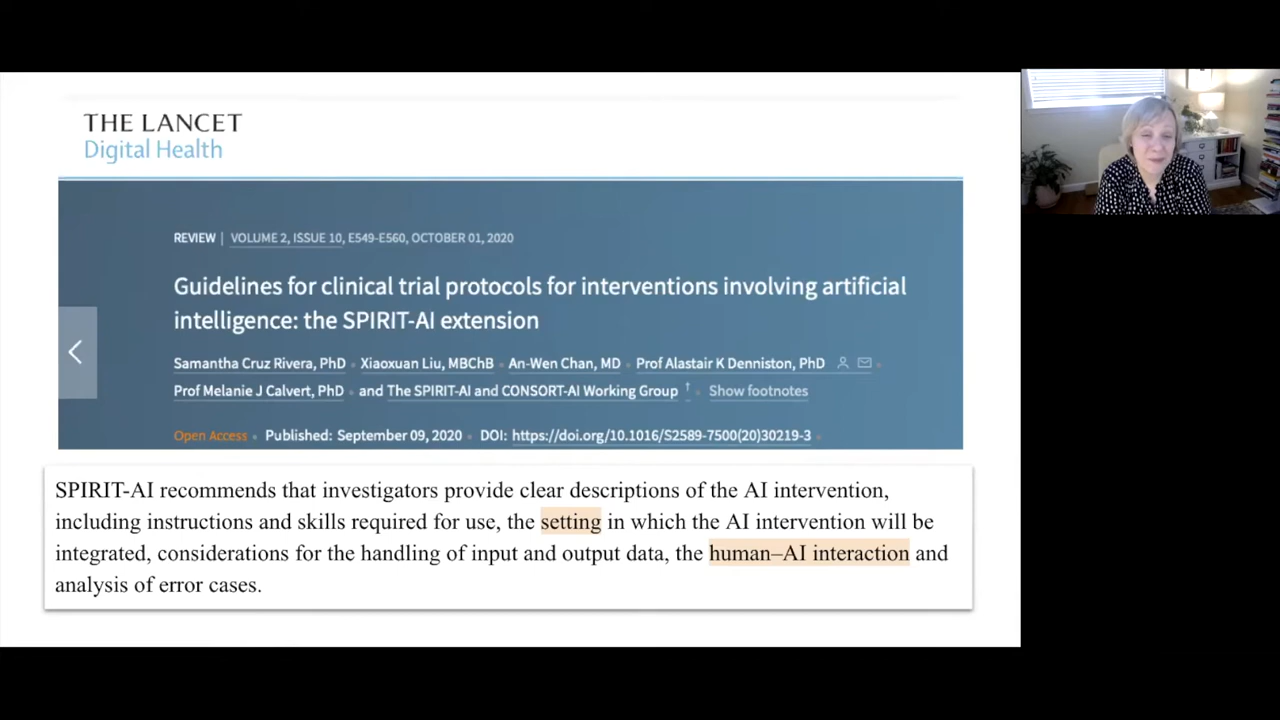 THE LANCET
Digital Health
REVIEW | VOLUME 2, ISSUE 10, E549-E560, OCTOBER 01, 2020
Guidelines for clinical trial protocols for interventions involving artificial
intelligence: the SPIRIT-AI extension
Samantha Cruz Rivera, PhD • Xiaoxuan Liu, MBChB • An-Wen Chan, MD • Prof Alastair K Denniston, PhD •
Prof Melanie J Calvert, PhD • and The SPIRIT-AI and CONSORT-AI Working Group † • Show footnotes
Open Access • Published: September 09, 2020 • DOI: https://doi.org/10.1016/S2589-7500(20)30219-3 •
SPIRIT-AI recommends that investigators provide clear descriptions of the AI intervention,
including instructions and skills required for use, the setting in which the AI intervention will be
integrated, considerations for the handling of input and output data, the human–AI interaction and
analysis of error cases.